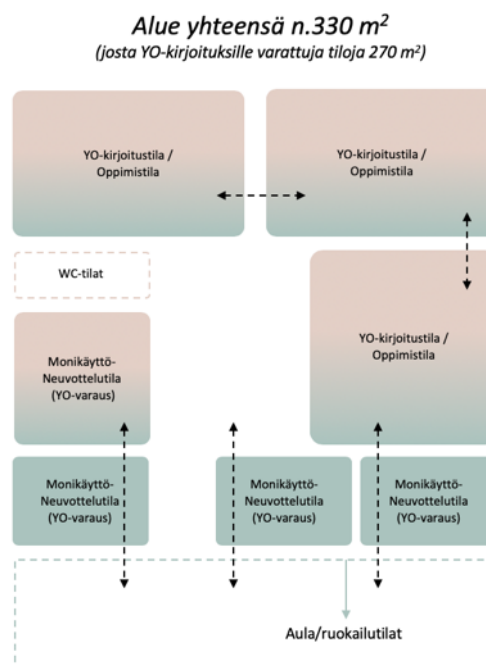 Alue yhteensä n.330 m²
(josta YO-kirjoituksille varattuja tiloja 270 m²)
YO-kirjoitustila /
Oppimistila
YO-kirjoitustila /
Oppimistila
WC-tilat
YO-kirjoitustila /
Oppimistila
Monikäyttö-
Neuvottelutila
(YO-varaus)
Monikäyttö-
Neuvottelutila
(YO-varaus)
Monikäyttö-
Neuvottelutila
(YO-varaus)
Monikäyttö-
Neuvottelutila
(YO-varaus)
Aula/ruokailutilat